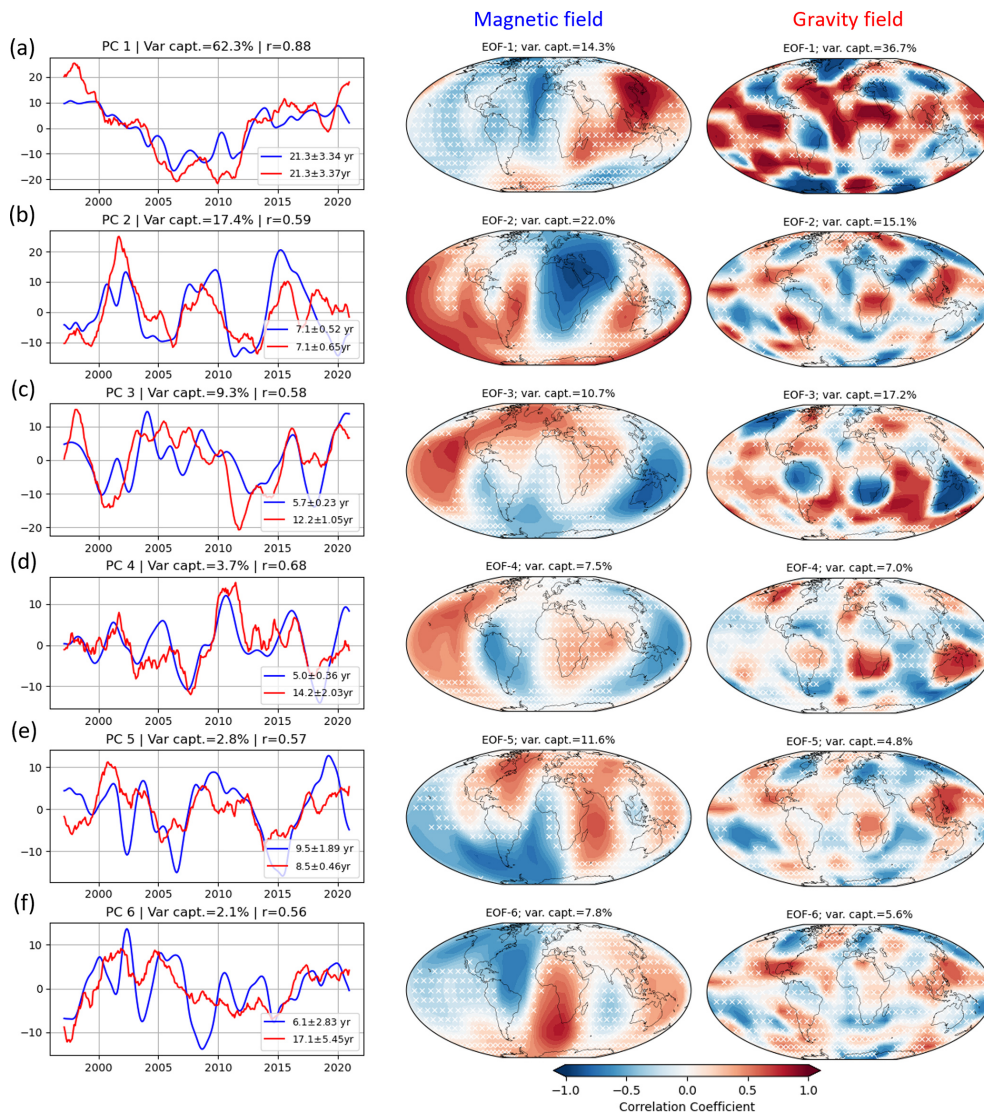 Magnetic field
Gravity field
(a)
PC 1 | Var capt.=62.3% | r=0.88
20
10
0
−10
−20
2000
2005
2010
2015
2020
21.3±3.34 yr
21.3±3.37yr
EOF-1; var. capt.=14.3%
EOF-1; var. capt.=36.7%
(b)
PC 2 | Var capt.=17.4% | r=0.59
20
10
0
−10
2000
2005
2010
2015
2020
7.1±0.52 yr
7.1±0.65yr
EOF-2; var. capt.=22.0%
EOF-2; var. capt.=15.1%
(c)
PC 3 | Var capt.=9.3% | r=0.58
10
0
−10
−20
2000
2005
2010
2015
2020
5.7±0.23 yr
12.2±1.05yr
EOF-3; var. capt.=10.7%
EOF-3; var. capt.=17.2%
(d)
PC 4 | Var capt.=3.7% | r=0.68
10
0
−10
2000
2005
2010
2015
2020
5.0±0.36 yr
14.2±2.03yr
EOF-4; var. capt.=7.5%
EOF-4; var. capt.=7.0%
(e)
PC 5 | Var capt.=2.8% | r=0.57
10
0
−10
2000
2005
2010
2015
2020
9.5±1.89 yr
8.5±0.46yr
EOF-5; var. capt.=11.6%
EOF-5; var. capt.=4.8%
(f)
PC 6 | Var capt.=2.1% | r=0.56
10
0
−10
2000
2005
2010
2015
2020
6.1±2.83 yr
17.1±5.45yr
EOF-6; var. capt.=7.8%
EOF-6; var. capt.=5.6%
−1.0
−0.5
0.0
0.5
1.0
Correlation Coefficient